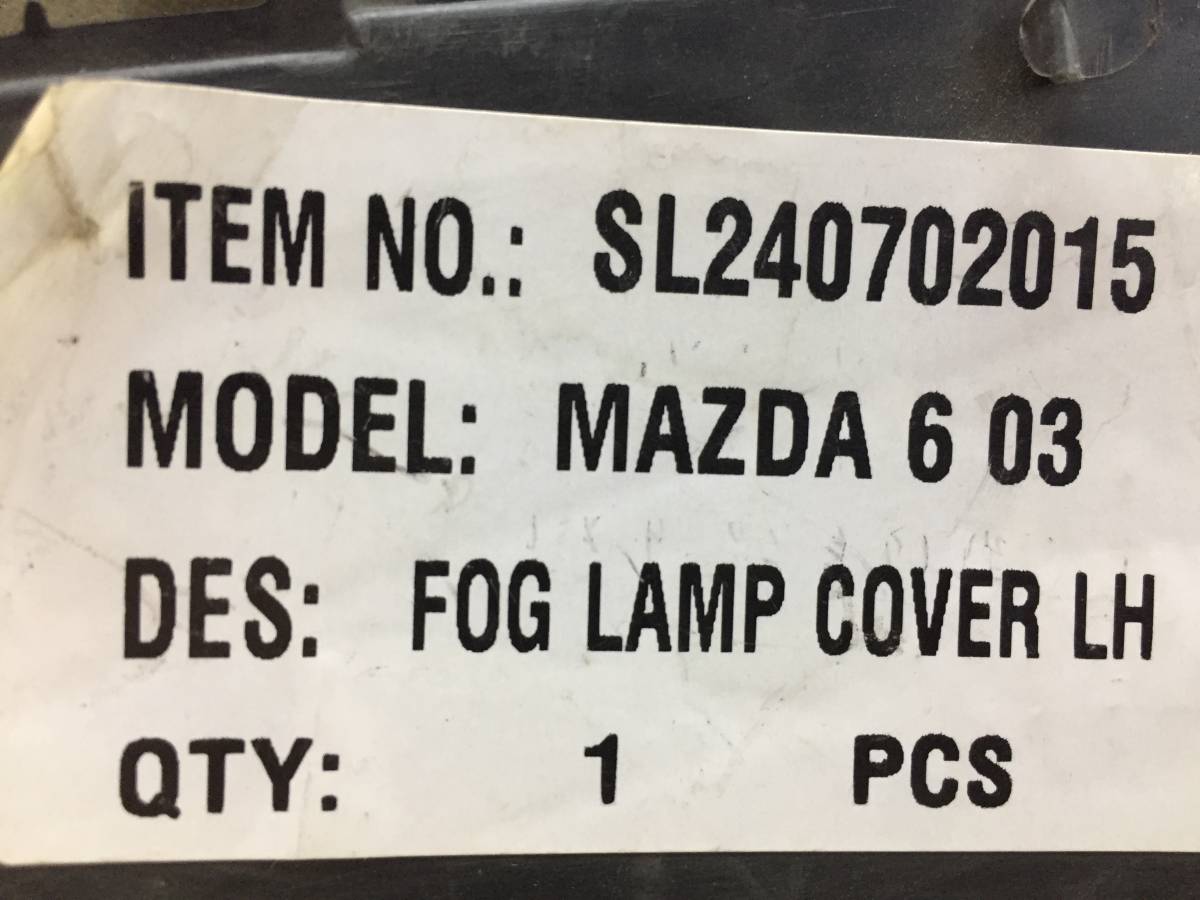 ITEM NO.: SL240702015
MODEL: MAZDA 6 03
DES: FOG LAMP COVER LH
QTY: 1 PCS